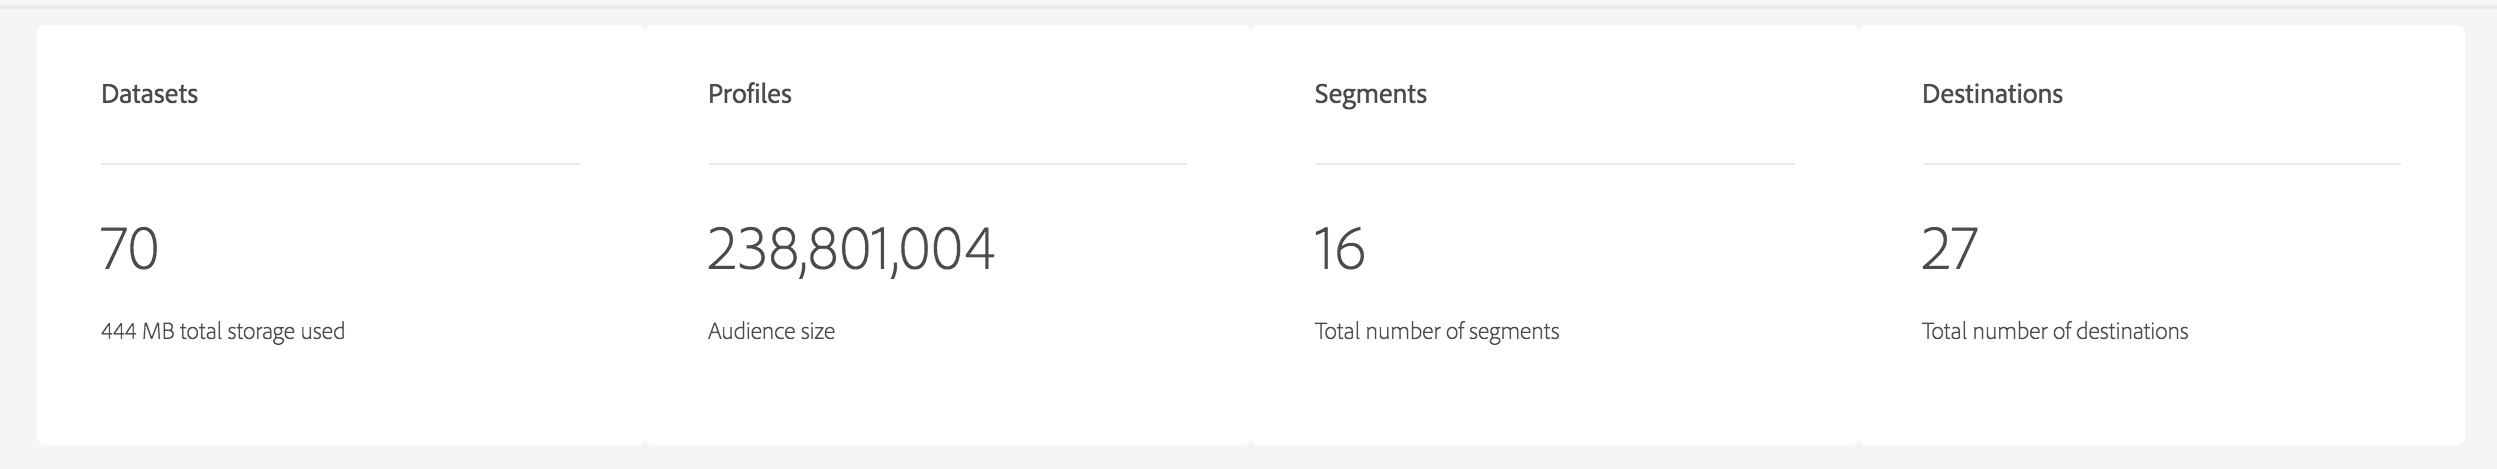 Datasets
70
444 MB total storage used
Profiles
238,801,004
Audience size
Segments
16
Total number of segments
Destinations
27
Total number of destinations